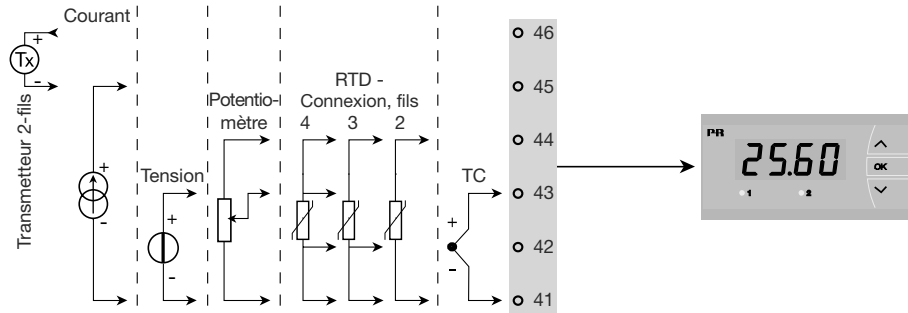 Courant
+
Tx
-
Transmetteur 2-fils
+
-
Tension
+
-
Potentio-
mètre
RTD -
Connexion, fils
4 3 2
TC
+
-
46
45
44
43
42
41
PR
25.60
1 2
OK